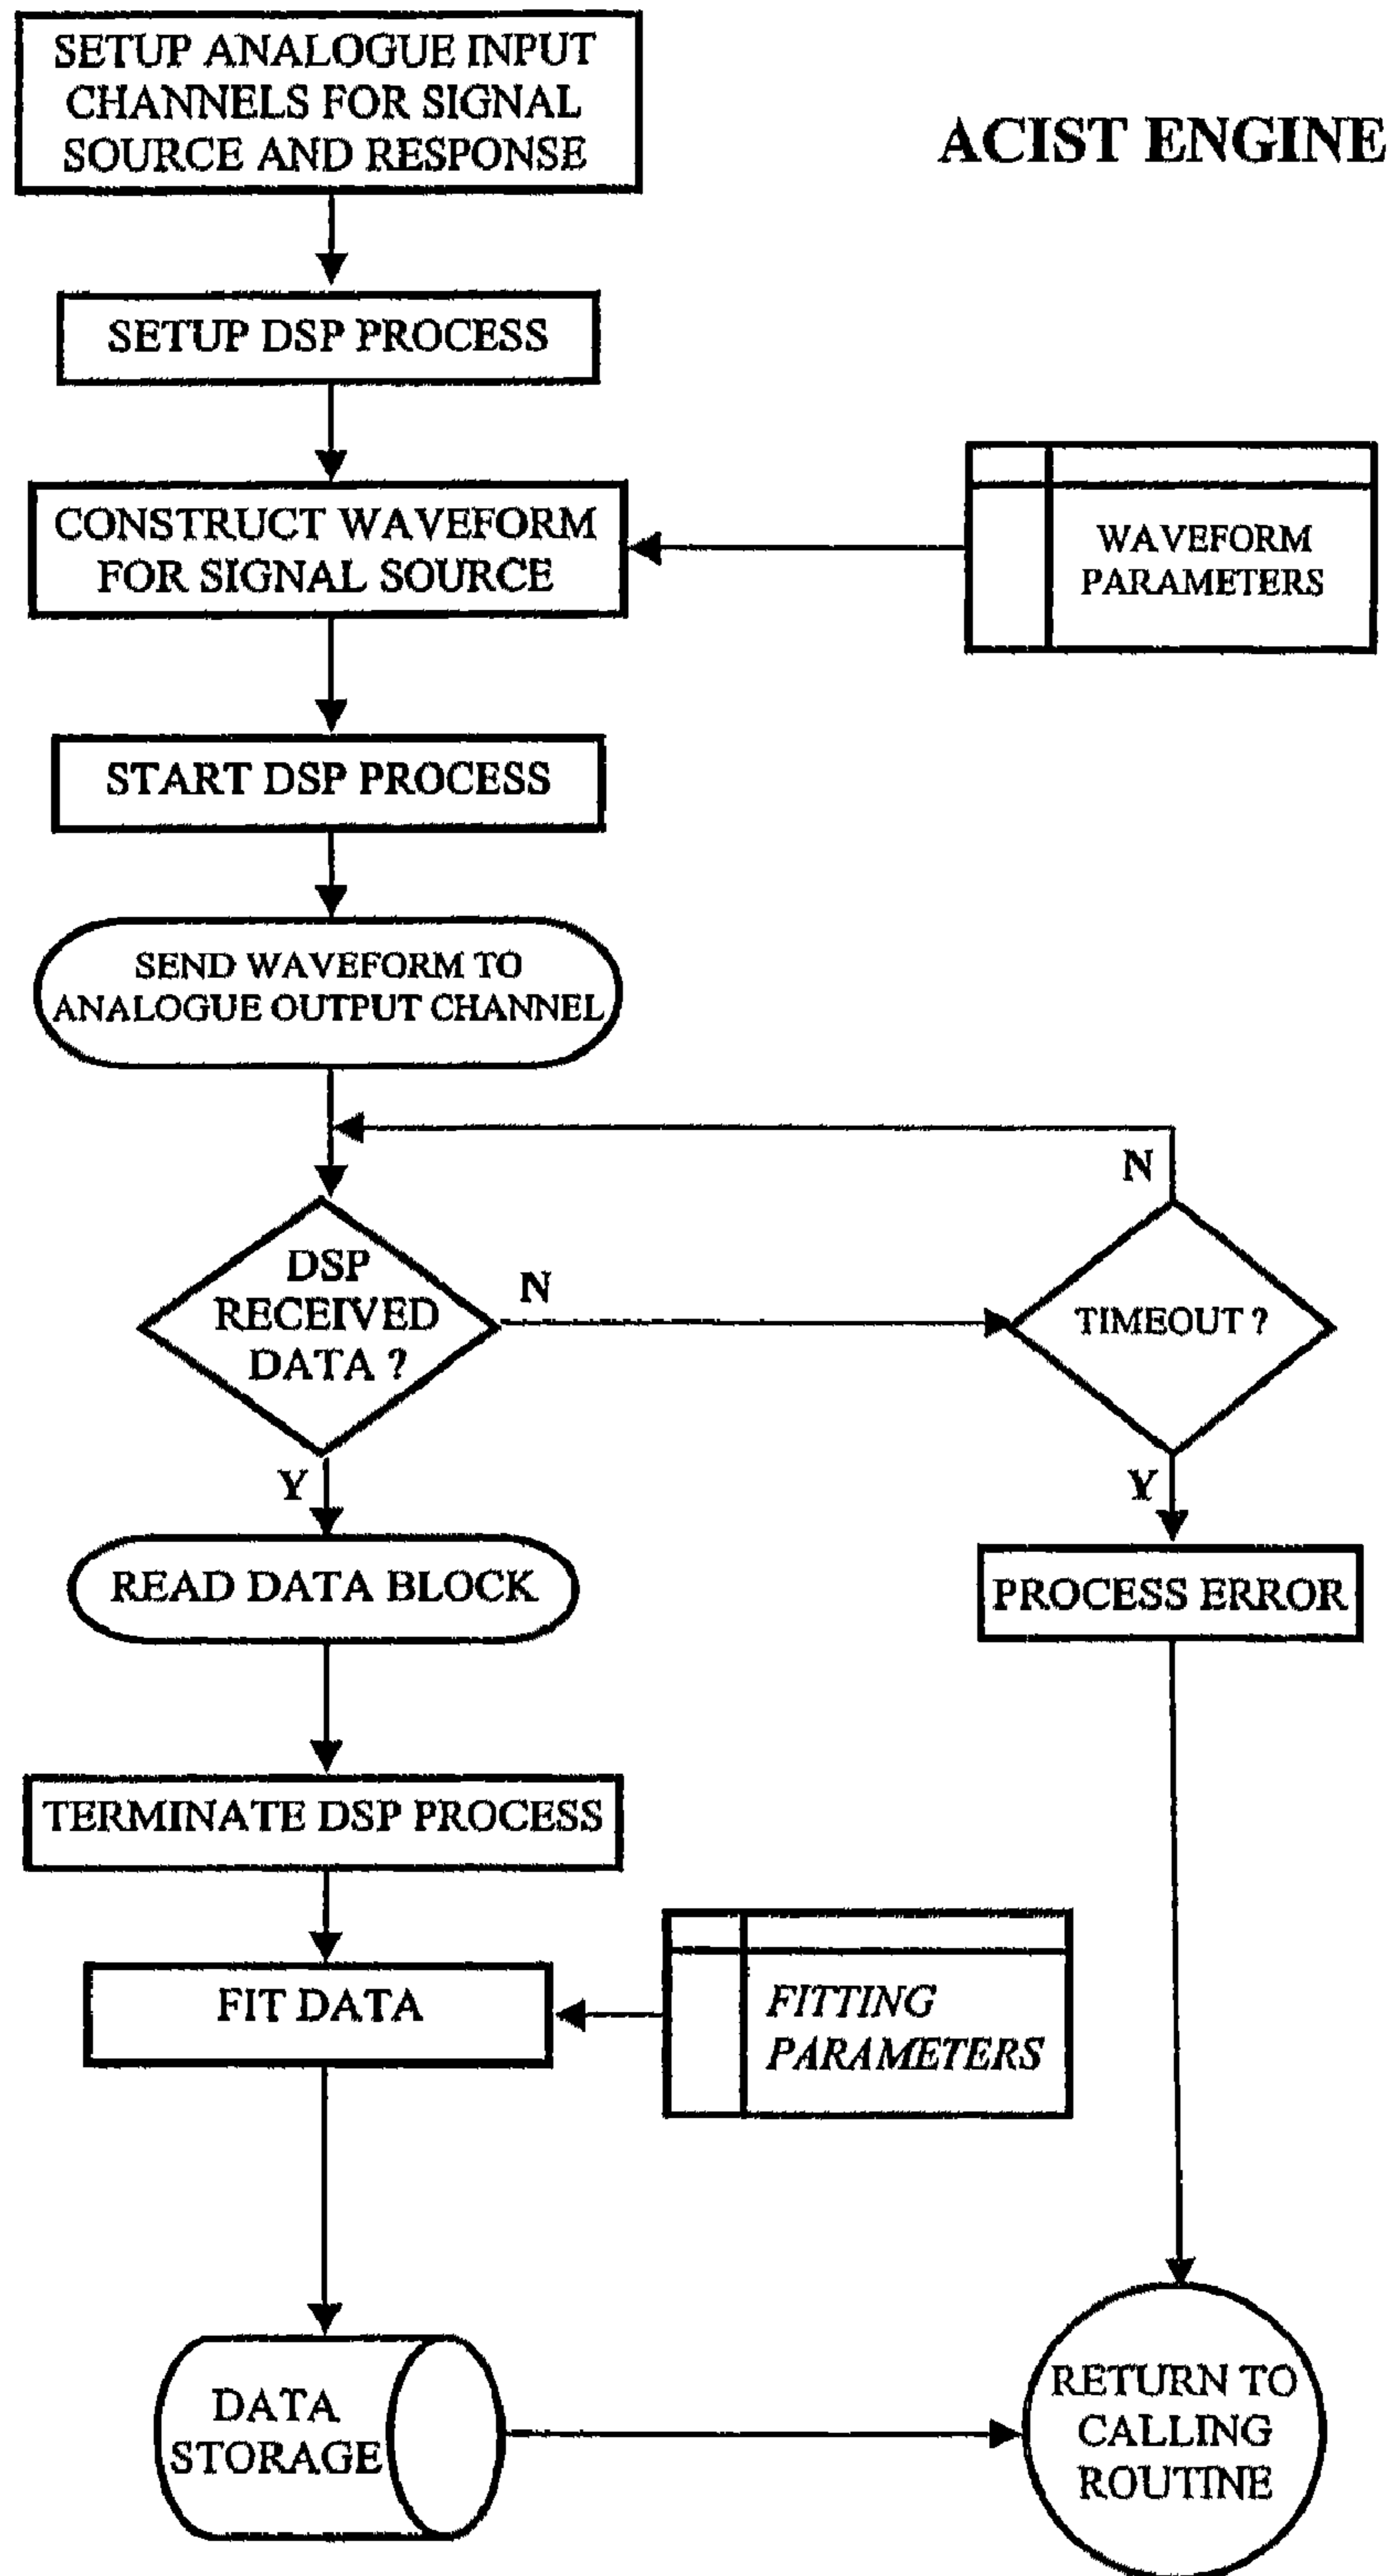 SETUP ANALOGUE INPUT
CHANNELS FOR SIGNAL
SOURCE AND RESPONSE
ACIST ENGINE
SETUP DSP PROCESS
CONSTRUCT WAVEFORM
FOR SIGNAL SOURCE
WAVEFORM
PARAMETERS
START DSP PROCESS
SEND WAVEFORM TO
ANALOGUE OUTPUT CHANNEL
N
DSP
RECEIVED
DATA ?
N
TIMEOUT ?
Y
Y
READ DATA BLOCK
PROCESS ERROR
TERMINATE DSP PROCESS
FIT DATA
FITTING
PARAMETERS
DATA
STORAGE
RETURN TO
CALLING
ROUTINE